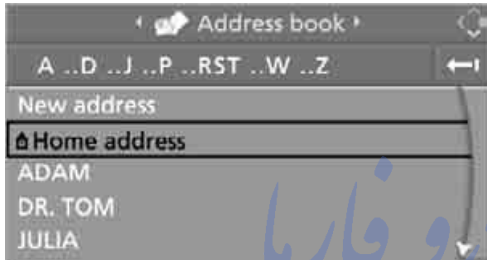 Address book
A ..D ..J ..P ..RST ..W ..Z
New address
Home address
ADAM
DR. TOM
JULIA